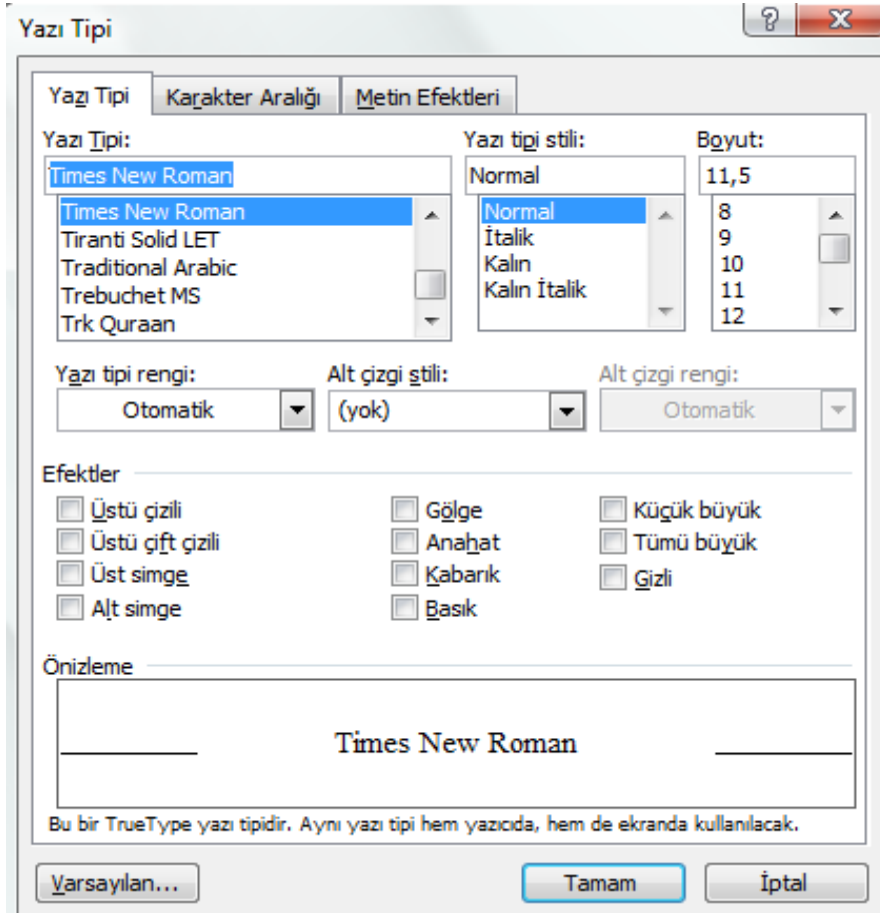 Yazı Tipi
Yazı Tipi Karakter Aralığı Metin Efektleri
Yazı Tipi: Yazı tipi stili: Boyut:
Times New Roman Normal 11,5
Times New Roman Normal 8
Tiranti Solid LET İtalik 9
Traditional Arabic Kalın 10
Trebuchet MS Kalın İtalik 11
Trk Quraan 12
Yazı tipi rengi: Alt çizgi stili: Alt çizgi rengi:
Otomatik (yok) Otomatik
Efektler
Üstü çizili Gölge Küçük büyük
Üstü çift çizili Anahat Tümü büyük
Üst simge Kabarık Gizli
Alt simge Basık
Önizleme
Times New Roman
Bu bir TrueType yazı tipidir. Aynı yazı tipi hem yazıcıda, hem de ekranda kullanılacak.
Varsayılan... Tamam İptal